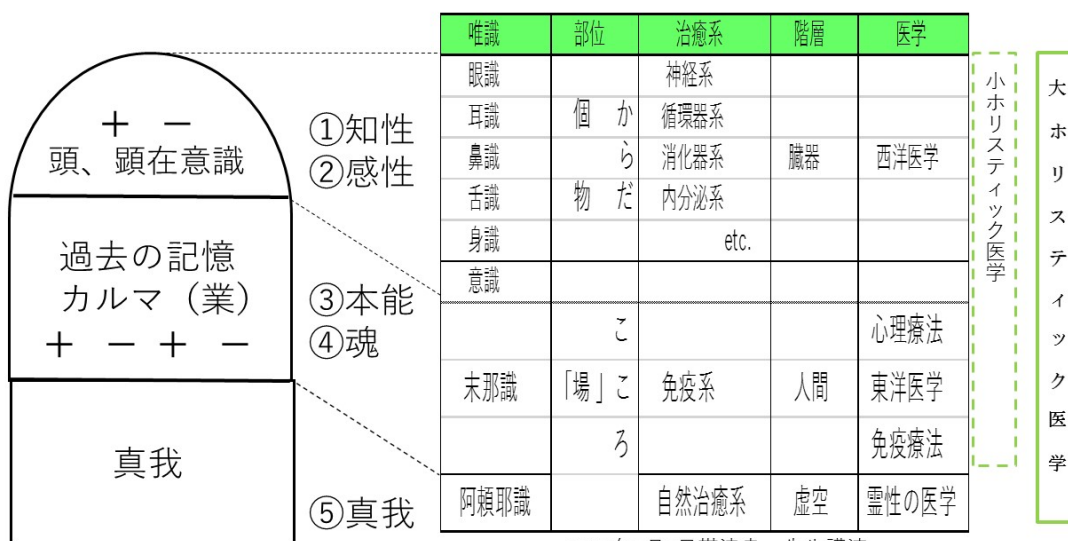 ＋ －
頭、顕在意識
①知性
②感性
過去の記憶
カルマ（業）
＋ －＋ －
③本能
④魂
真我
⑤真我
唯識 部位 治癒系 階層 医学
眼識 神経系
耳識 個 か 循環器系
鼻識 ら 消化器系 臓器 西洋医学
舌識 物 だ 内分泌系
身識 etc.
意識
こ 心理療法
末那識 「場」こ 免疫系 人間 東洋医学
ろ 免疫療法
阿頼耶識 自然治癒系 虚空 霊性の医学
小ホリスティック医学
大ホリスティック医学